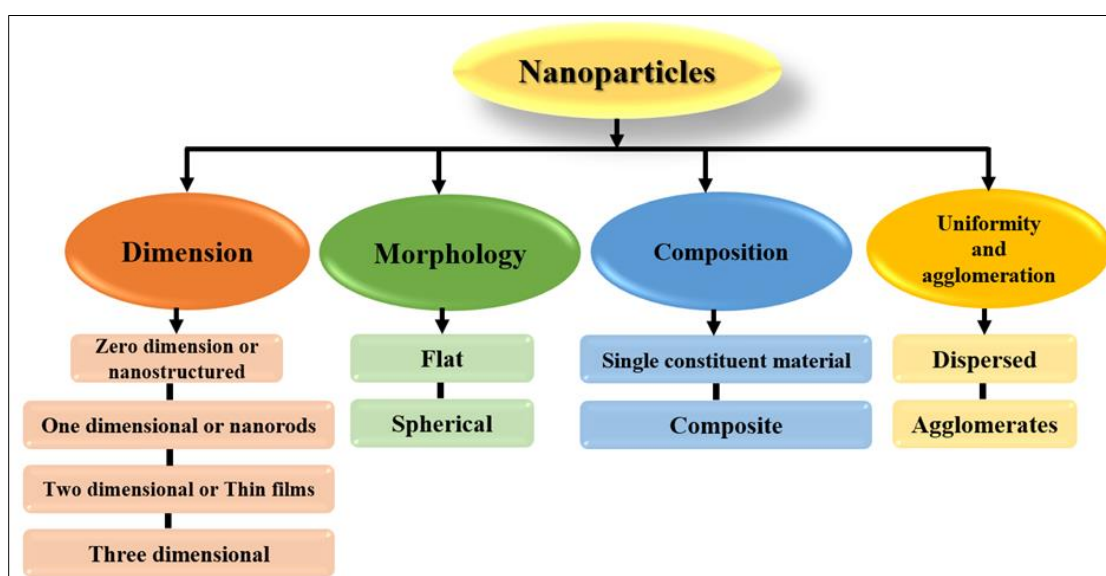 Nanoparticles
Dimension
Zero dimension or
nanostructured
One dimensional or nanorods
Two dimensional or Thin films
Three dimensional
Morphology
Flat
Spherical
Composition
Single constituent material
Composite
Uniformity
and
agglomeration
Dispersed
Agglomerates